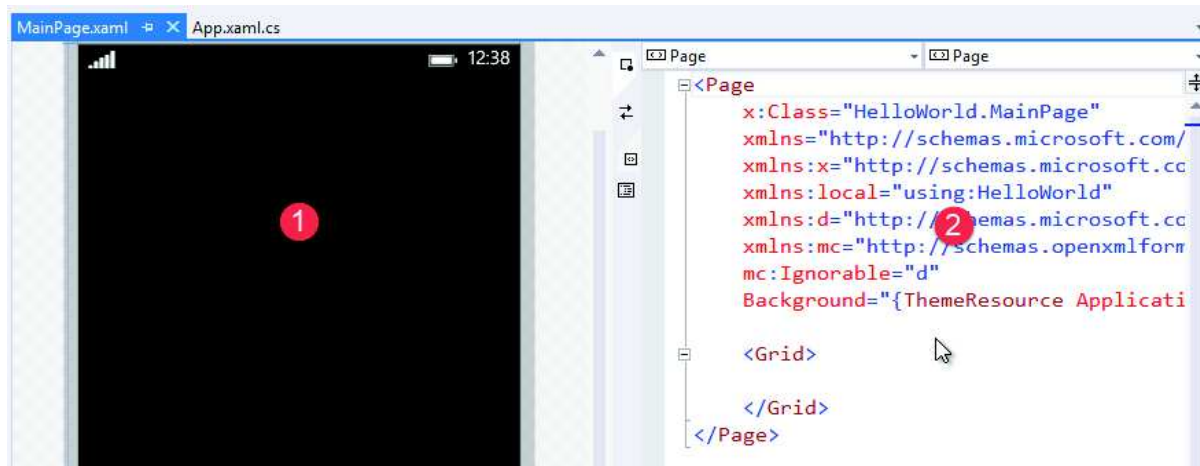 MainPage.xaml App.xaml.cs
12:38
1
Page Page
<Page
x:Class="HelloWorld.MainPage"
xmlns="http://schemas.microsoft.com/
xmlns:x="http://schemas.microsoft.co
xmlns:local="using:HelloWorld"
xmlns:d="http://schemas.microsoft.co
2
xmlns:mc="http://schemas.openxmlform
mc:Ignorable="d"
Background="{ThemeResource Applicati
<Grid>
</Grid>
</Page>